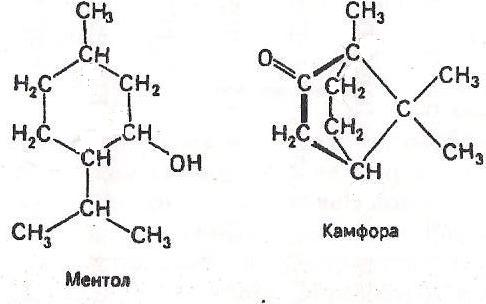 CH₃
CH
H₂C CH₂
H₂C CH
CH OH
CH
CH₃ CH₃
Ментол
CH₃
O C
C CH₂ CH₃
C
H₂C CH₂
CH₃
CH
Камфора